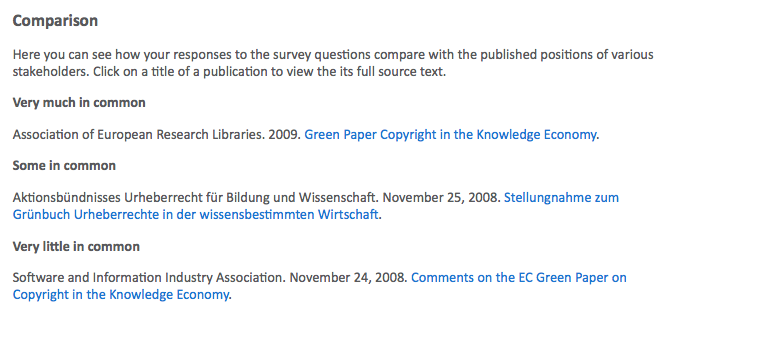 Comparison
Here you can see how your responses to the survey questions compare with the published positions of various
stakeholders. Click on a title of a publication to view the its full source text.
Very much in common
Association of European Research Libraries. 2009. Green Paper Copyright in the Knowledge Economy.
Some in common
Aktionsbündnisses Urheberrecht für Bildung und Wissenschaft. November 25, 2008. Stellungnahme zum
Grünbuch Urheberrechte in der wissensbestimmten Wirtschaft.
Very little in common
Software and Information Industry Association. November 24, 2008. Comments on the EC Green Paper on
Copyright in the Knowledge Economy.